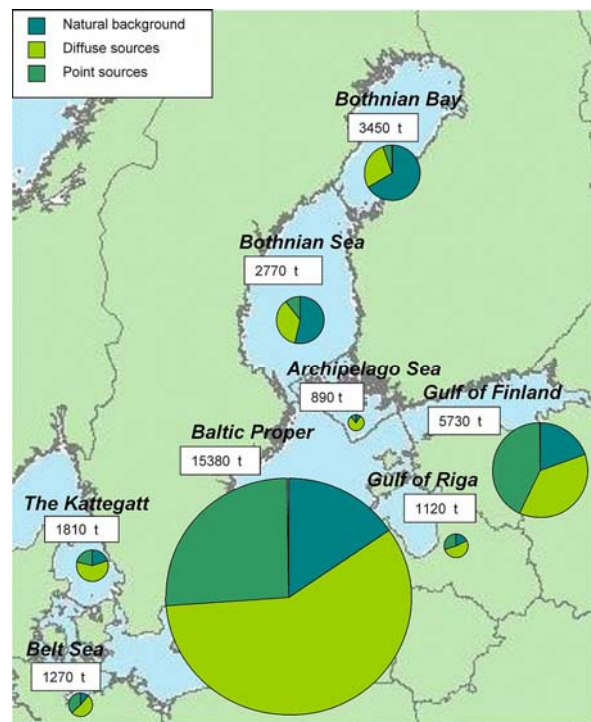 Natural background
Diffuse sources
Point sources
Bothnian Bay
3450 t
Bothnian Sea
2770 t
Archipelago Sea
890 t
Gulf of Finland
5730 t
Baltic Proper
15380 t
Gulf of Riga
1120 t
The Kattegatt
1810 t
Belt Sea
1270 t